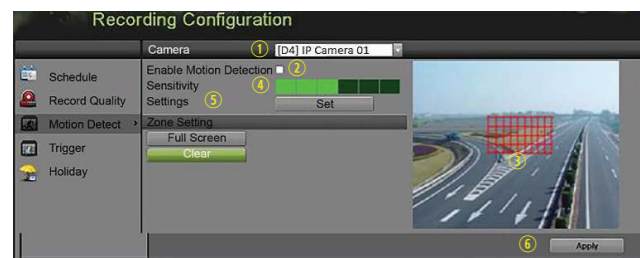 Recording Configuration
Camera ① [D4] IP Camera 01
Schedule
Record Quality
Motion Detect
Trigger
Holiday
Enable Motion Detection ②
Sensitivity ④
Settings ⑤ Set
Zone Setting
Full Screen
Clear
③
⑥ Apply